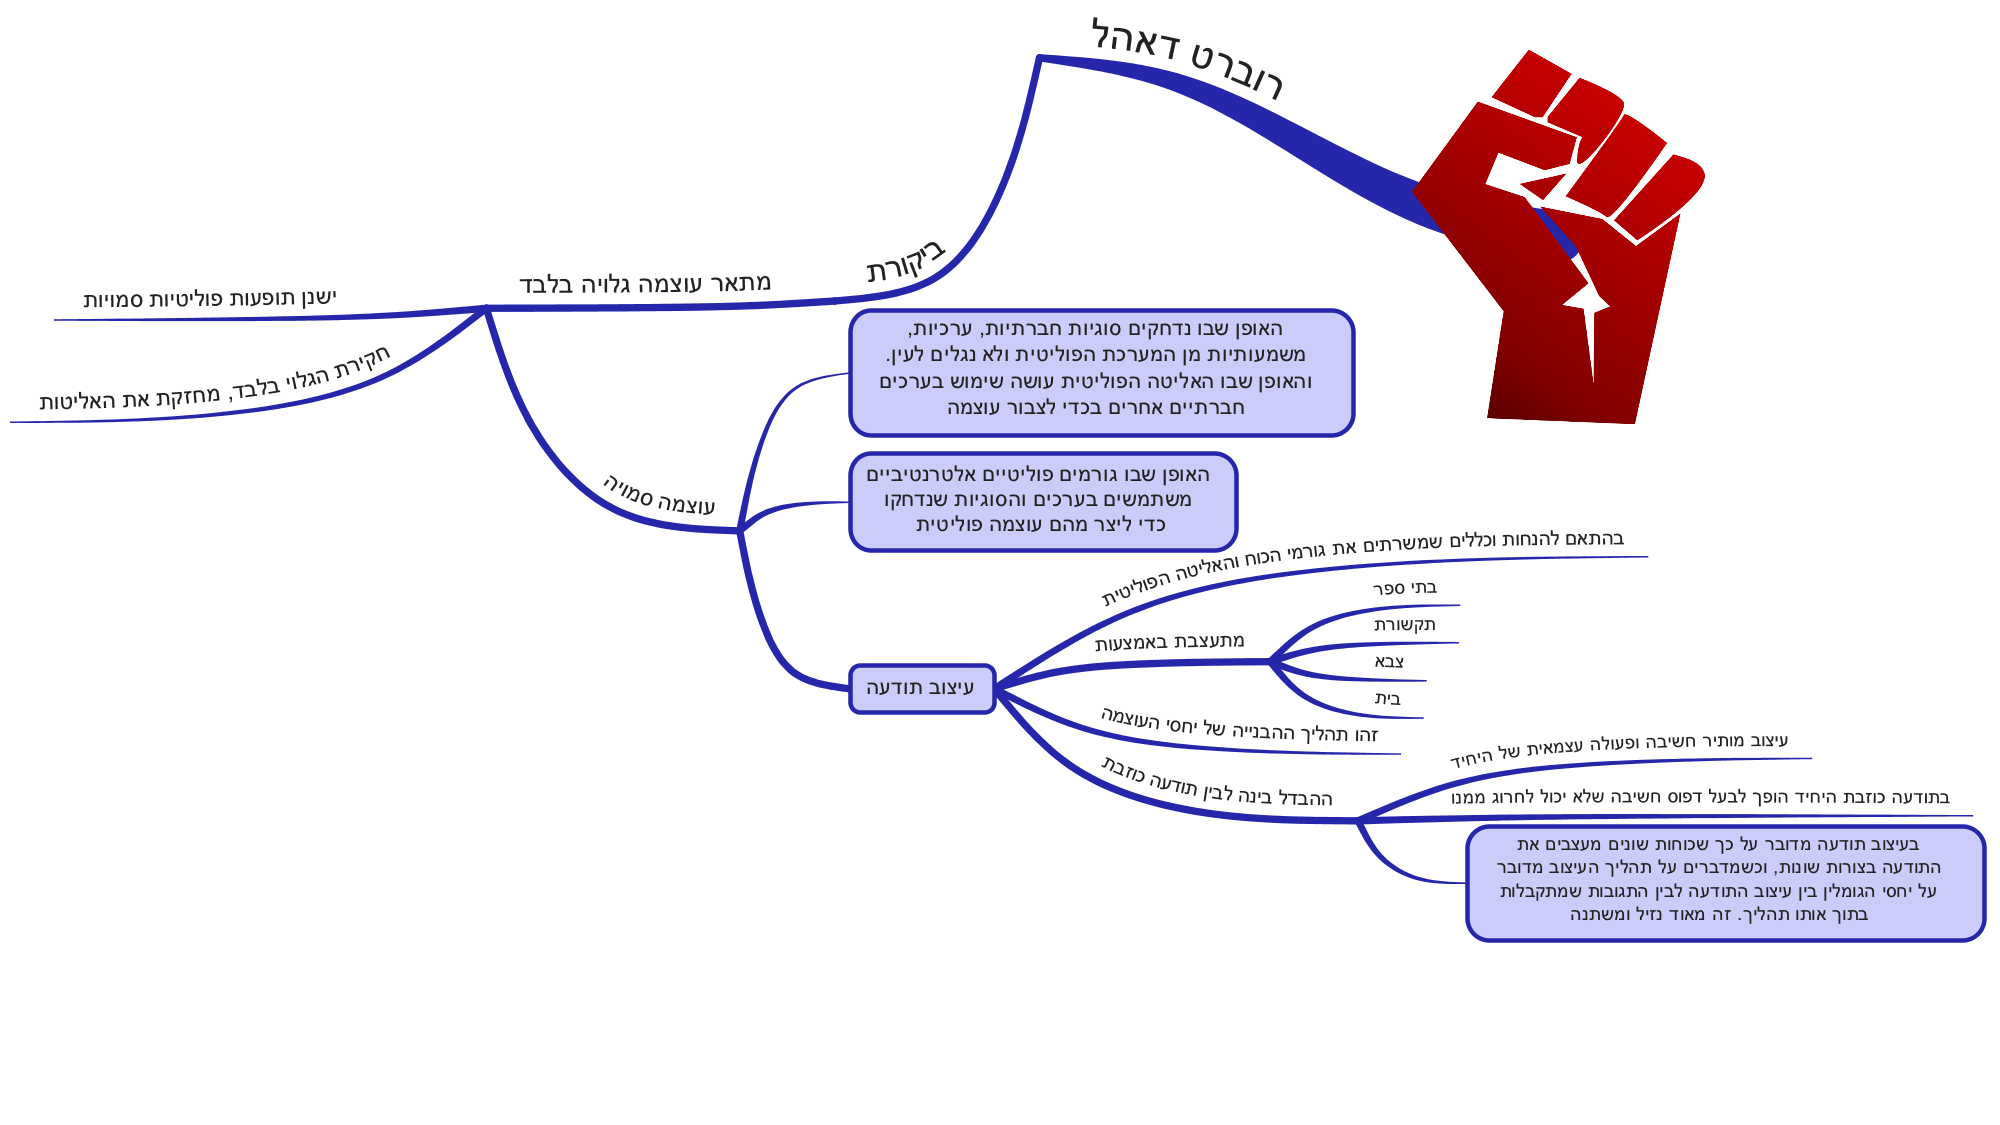 רוברט דאהל
ביקורת
מתאר עוצמה גלויה בלבד
ישנן תופעות פוליטיות סמויות
חקירת הגלוי בלבד, מחזקת את האליטות
עוצמה סמויה
האופן שבו נדחקים סוגיות חברתיות, ערכיות,
משמעותיות מן המערכת הפוליטית ולא נגלים לעין.
והאופן שבו האליטה הפוליטית עושה שימוש בערכים
חברתיים אחרים בכדי לצבור עוצמה
האופן שבו גורמים פוליטיים אלטרנטיביים
משתמשים בערכים והסוגיות שנדחקו
כדי ליצר מהם עוצמה פוליטית
עיצוב תודעה
בהתאם להנחות וכללים שמשרתים את גורמי הכוח והאליטה הפוליטית
מתעצבת באמצעות
בתי ספר
תקשורת
צבא
בית
זהו תהליך ההבנייה של יחסי העוצמה
ההבדל בינה לבין תודעה כוזבת
עיצוב מותיר חשיבה ופעולה עצמאית של היחיד
בתודעה כוזבת היחיד הופך לבעל דפוס חשיבה שלא יכול לחרוג ממנו
בעיצוב תודעה מדובר על כך שכוחות שונים מעצבים את
התודעה בצורות שונות, וכשמדברים על תהליך העיצוב מדובר
על יחסי הגומלין בין עיצוב התודעה לבין התגובות שמתקבלות
בתוך אותו תהליך. זה מאוד נזיל ומשתנה